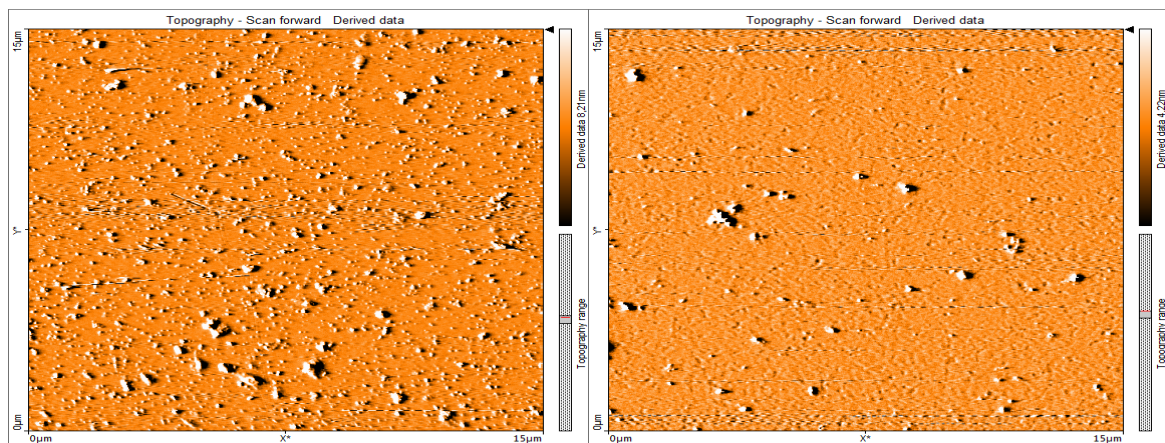 Topography - Scan forward Derived data
15µm
Y*
0µm
0µm
X*
15µm
Derived data 8,21nm
Topography range
Topography - Scan forward Derived data
15µm
Y*
0µm
0µm
X*
15µm
Derived data 4,22nm
Topography range